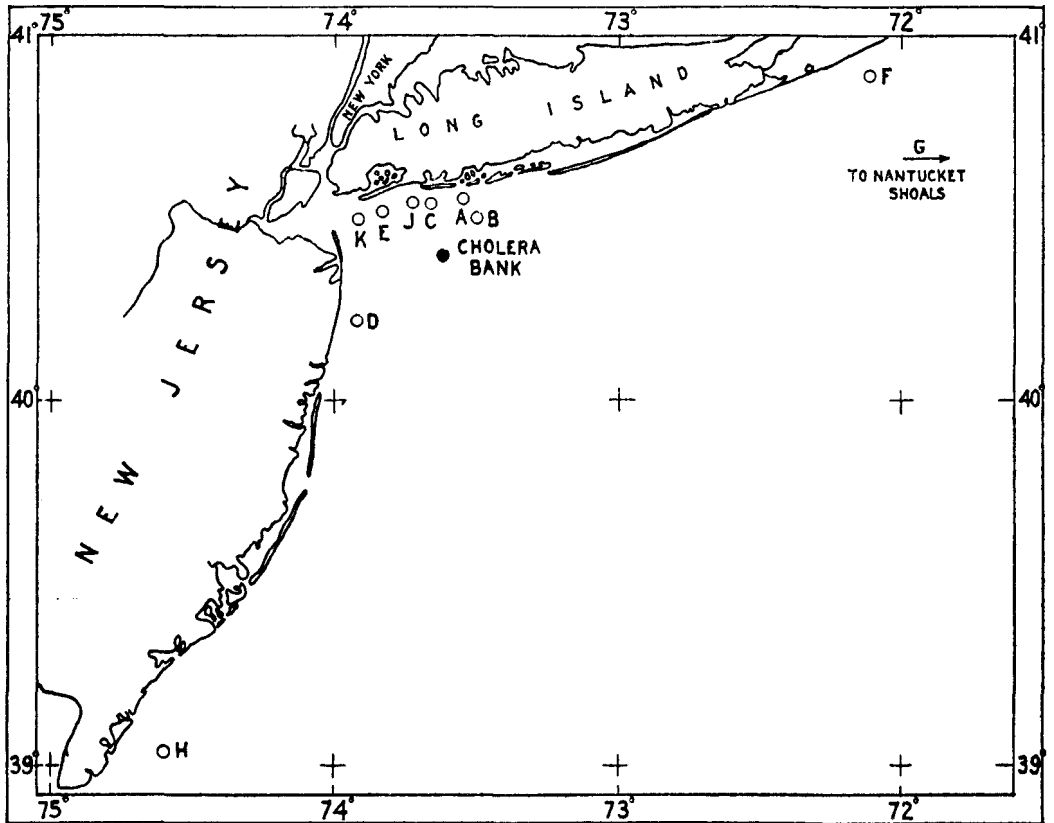 75° 74° 73° 72°
41° 41°
NEW YORK
LONG ISLAND
F
G
TO NANTUCKET
SHOALS
K E J C A B
CHOLERA
BANK
D
NEW JERSEY
40° 40°
H
39° 39°
75° 74° 73° 72°